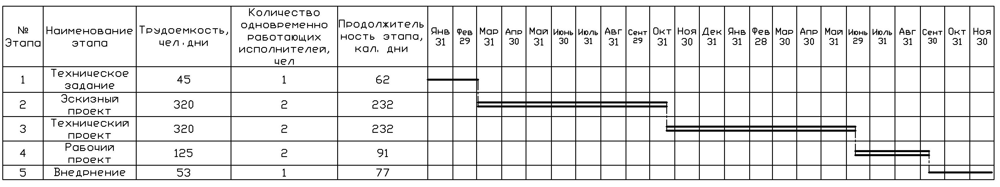 № Этапа
Наименование этапа
Трудоемкость, чел.дни
Количество одновременно работающих исполнителей, чел
Продолжитель ность этапа, кал. дни
Янв 31
Фев 29
Мар 31
Апр 30
Май 31
Июнь 30
Июль 31
Авг 31
Сент 29
Окт 31
Ноя 30
Дек 31
Янв 31
Фев 28
Мар 30
Апр 30
Май 31
Июнь 29
Июль 31
Авг 31
Сент 30
Окт 31
Ноя 30
1 Техническое задание 45 1 62
2 Эскизный проект 320 2 232
3 Технический проект 320 2 232
4 Рабочий проект 125 2 91
5 Внедрнение 53 1 77